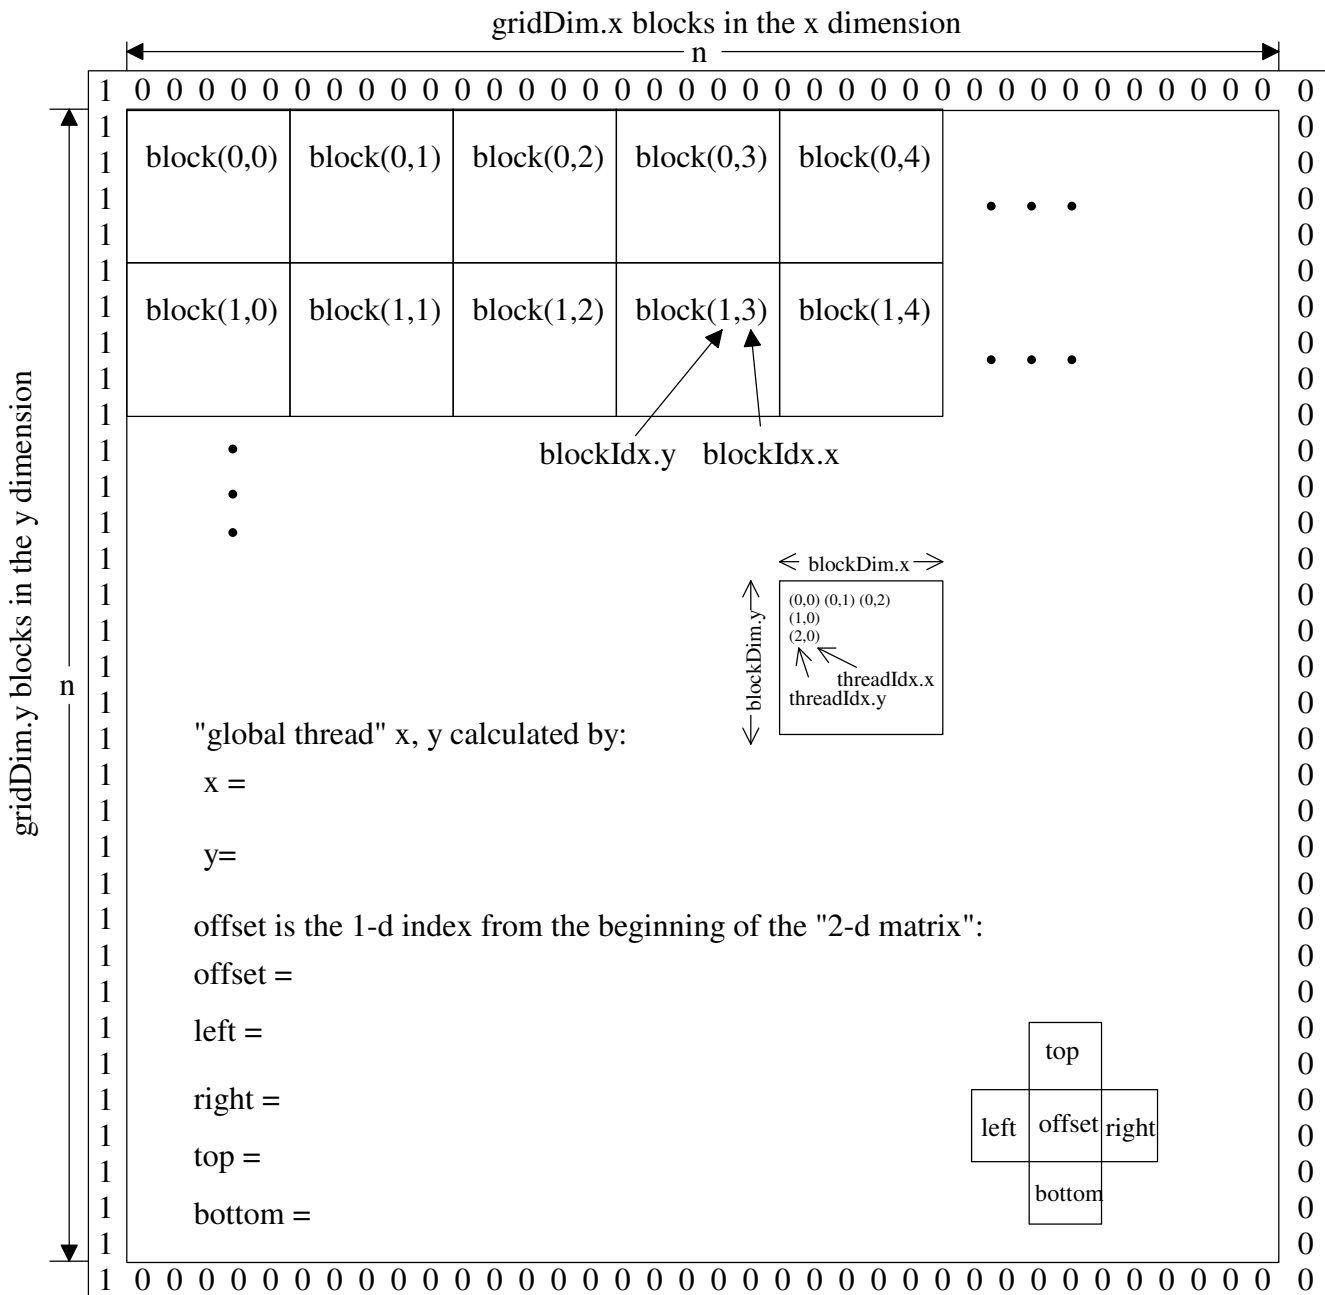 gridDim.x blocks in the x dimension
n
1 0 0 0 0 0 0 0 0 0 0 0 0 0 0 0 0 0 0 0 0 0 0 0 0 0 0 0 0 0 0 0 0 0 0 0 0 0
1 0
1 block(0,0) block(0,1) block(0,2) block(0,3) block(0,4) 0
1 • • • 0
1 0
1 0
1 block(1,0) block(1,1) block(1,2) block(1,3) block(1,4) 0
1 • • • 0
1 0
1 0
1 blockIdx.y blockIdx.x 0
1 0
1 0
1 blockDim.x 0
1 (0,0) (0,1) (0,2) 0
(1,0)
1 (2,0) 0
blockDim.y
1 threadIdx.x 0
1 threadIdx.y 0
gridDim.y blocks in the y dimension
n
1 "global thread" x, y calculated by: 0
1 x = 0
1 0
1 y= 0
1 0
1 offset is the 1-d index from the beginning of the "2-d matrix": 0
1 0
1 offset = 0
1 left = 0
1 top 0
1 right = 0
1 left offset right 0
1 top = 0
1 bottom = bottom 0
1 0
1 0 0 0 0 0 0 0 0 0 0 0 0 0 0 0 0 0 0 0 0 0 0 0 0 0 0 0 0 0 0 0 0 0 0 0 0 0